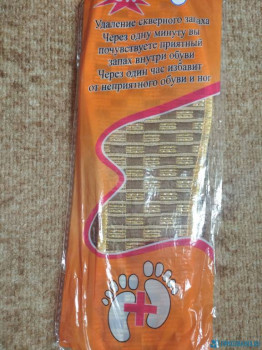 Удаление скверного запаха
Через одну минуту вы
почувствуете приятный
запах внутри обуви
Через один час избавит
от неприятного обуви и ног